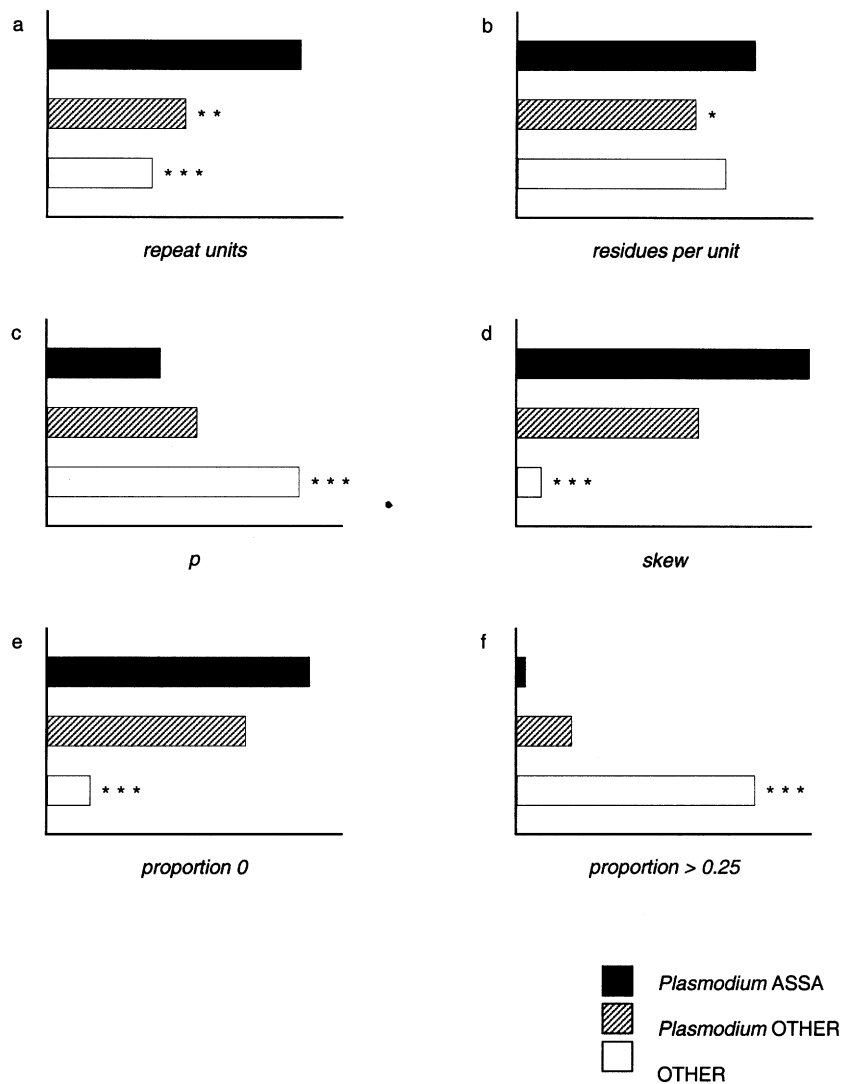 a
* *
* * *
repeat units
b
*
residues per unit
c
* * *
p
d
* * *
skew
e
* * *
proportion 0
f
* * *
proportion > 0.25
Plasmodium ASSA
Plasmodium OTHER
OTHER